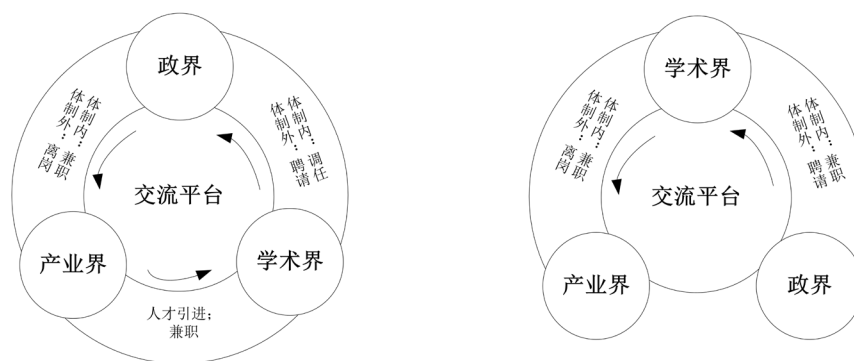 政界
体制内：兼职
体制外：离岗
体制内：调任
体制外：聘请
交流平台
产业界
学术界
人才引进；
兼职
学术界
体制内：兼职
体制外：离岗
体制内：兼职
体制外：聘请
交流平台
产业界
政界